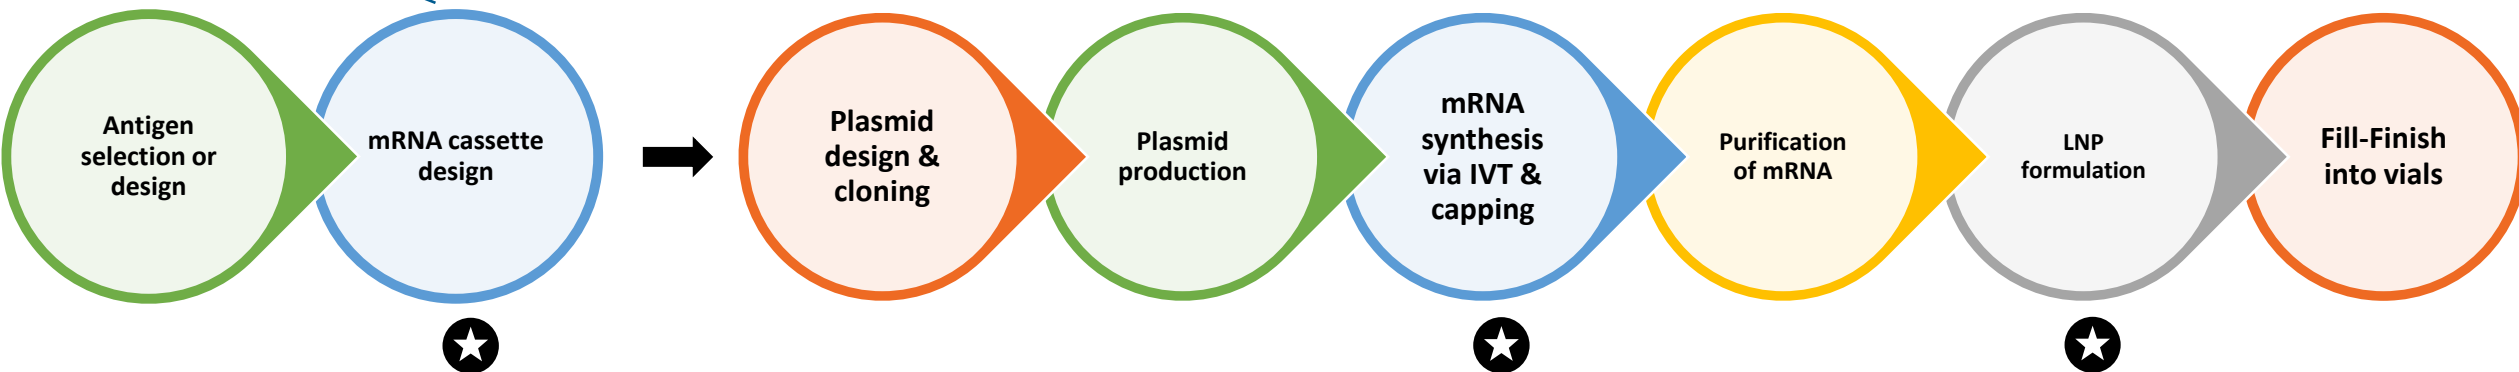 Antigen
selection or
design
mRNA cassette
design
Plasmid
design &
cloning
Plasmid
production
mRNA
synthesis
via IVT &
capping
Purification
of mRNA
LNP
formulation
Fill-Finish
into vials